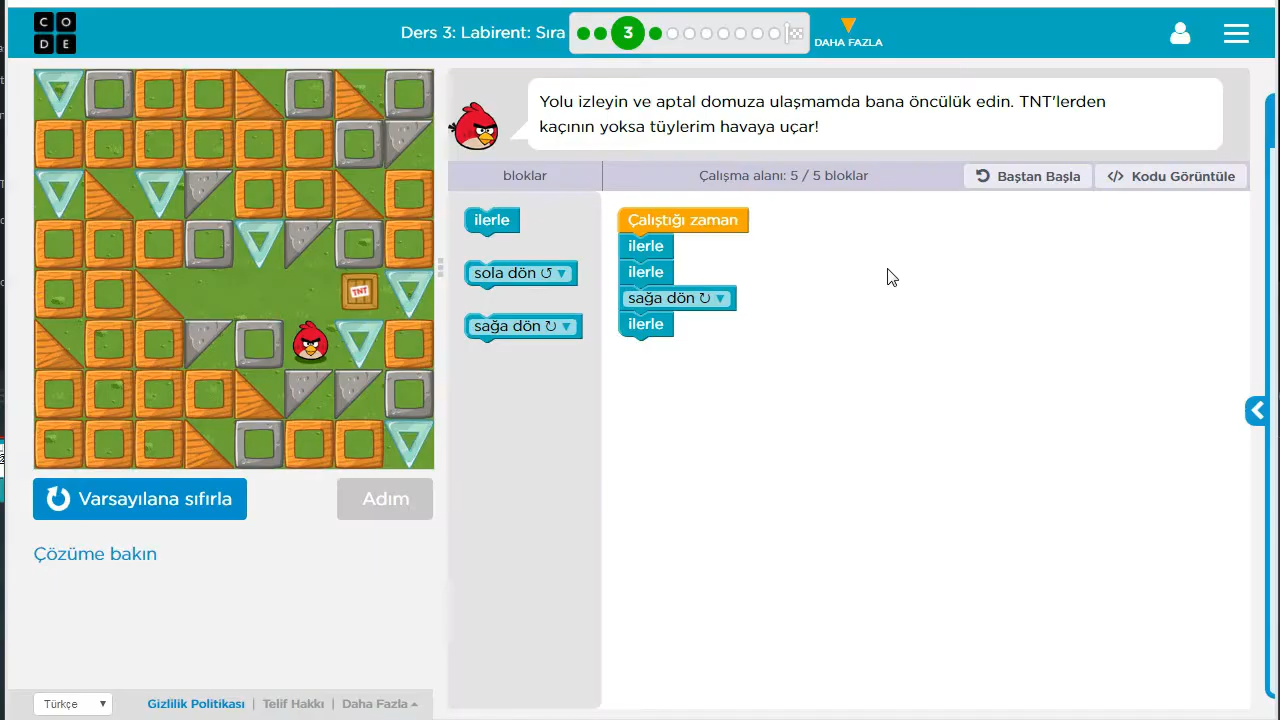 C O
D E
Ders 3: Labirent: Sıra
3
DAHA FAZLA
Yolu izleyin ve aptal domuza ulaşmamda bana öncülük edin. TNT'lerden
kaçının yoksa tüylerim havaya uçar!
bloklar
Çalışma alanı: 5 / 5 bloklar
Baştan Başla
</> Kodu Görüntüle
ilerle
sola dön ↺ ▼
sağa dön ↻ ▼
Çalıştığı zaman
ilerle
ilerle
sağa dön ↻ ▼
ilerle
TNT
Varsayılana sıfırla
Adım
Çözüme bakın
Türkçe
Gizlilik Politikası | Telif Hakkı | Daha Fazla